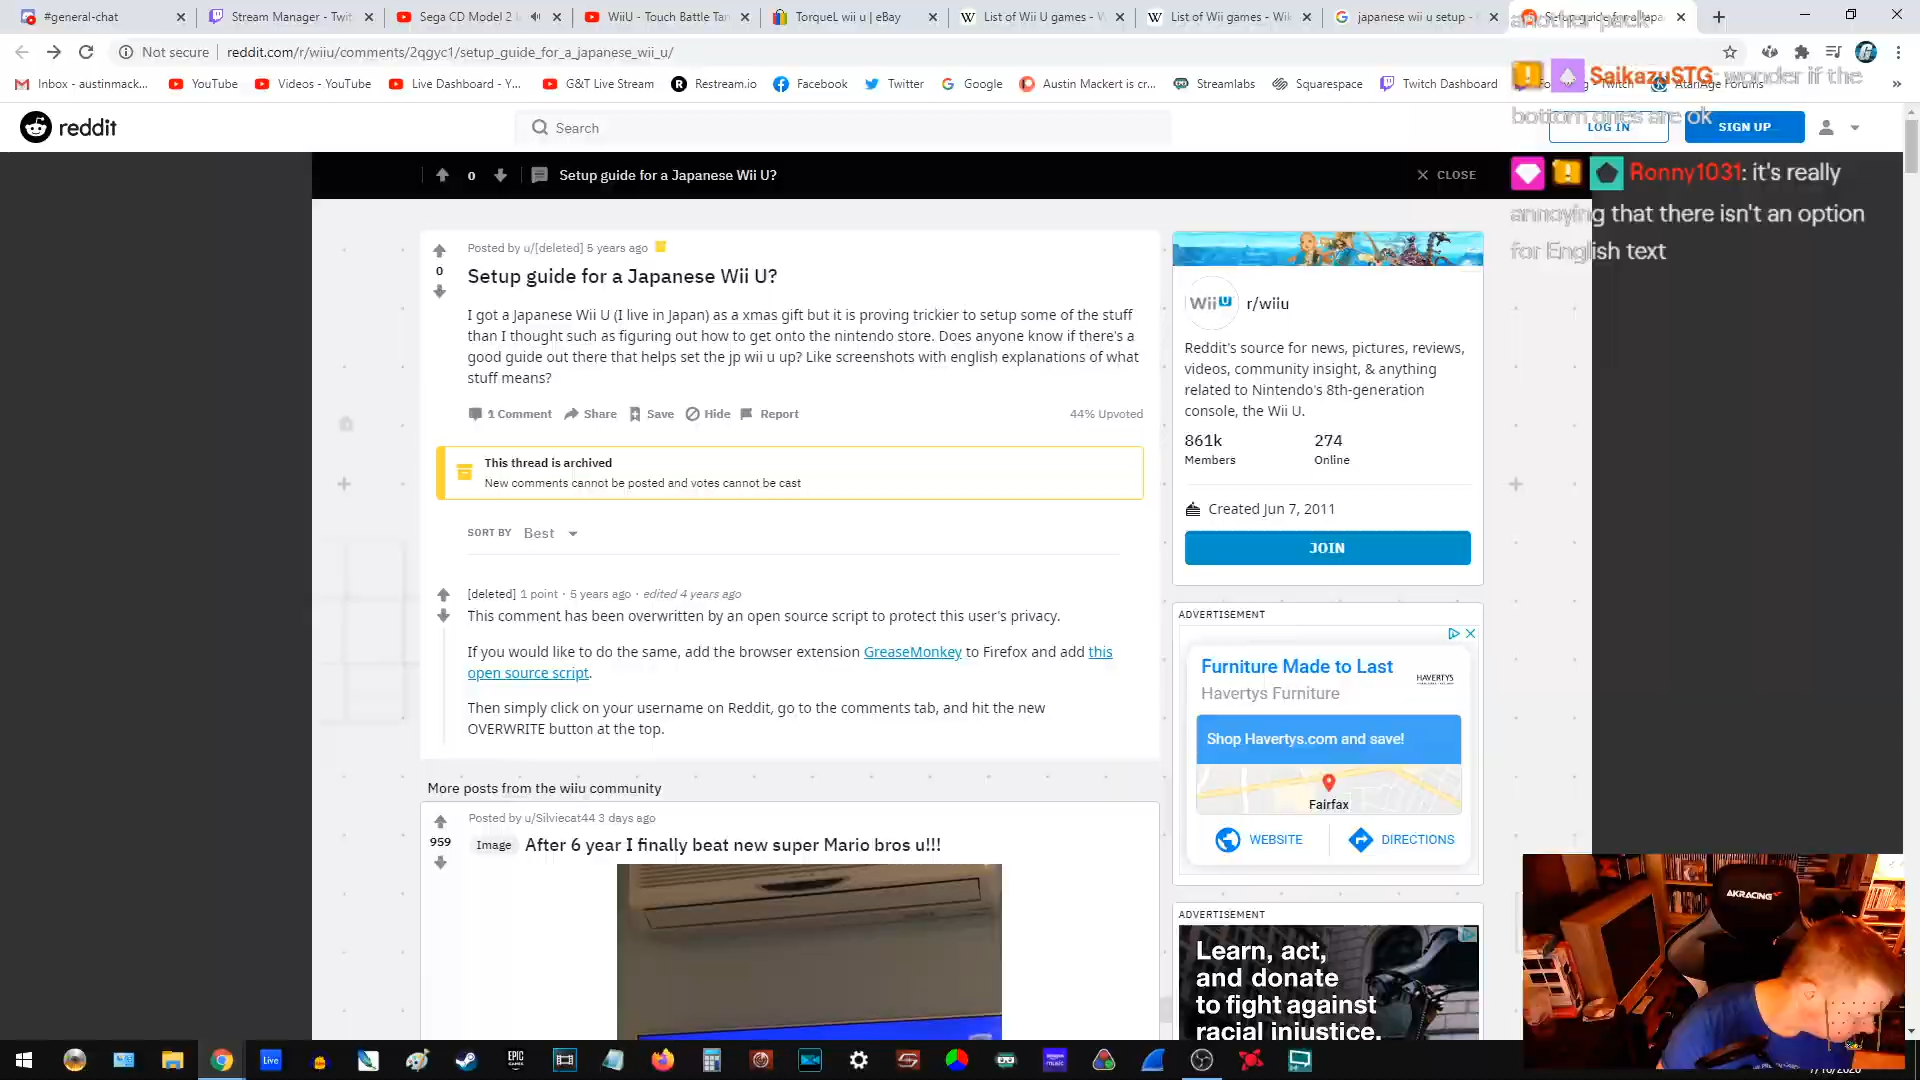 #general-chat
Stream Manager - Twit
Sega CD Model 2
WiiU - Touch Battle Tan
TorqueL wii u | eBay
List of Wii U games - W
List of Wii games - Wik
japanese wii u setup -
another pack
Not secure
reddit.com/r/wiiu/comments/2qgyc1/setup_guide_for_a_japanese_wii_u/
Inbox - austinmack...
YouTube
Videos - YouTube
Live Dashboard - Y...
G&T Live Stream
Restream.io
Facebook
Twitter
Google
Austin Mackert is cr...
Streamlabs
Squarespace
Twitch Dashboard
AtariAge Forums
SaikazuSTG: wonder if the
bottom ones are ok
reddit
Search
LOG IN
SIGN UP
0
Setup guide for a Japanese Wii U?
CLOSE
Ronny1031: it's really
annoying that there isn't an option
for English text
Posted by u/[deleted] 5 years ago
0
Setup guide for a Japanese Wii U?
I got a Japanese Wii U (I live in Japan) as a xmas gift but it is proving trickier to setup some of the stuff
than I thought such as figuring out how to get onto the nintendo store. Does anyone know if there's a
good guide out there that helps set the jp wii u up? Like screenshots with english explanations of what
stuff means?
1 Comment
Share
Save
Hide
Report
44% Upvoted
This thread is archived
New comments cannot be posted and votes cannot be cast
SORT BY
Best
[deleted] 1 point · 5 years ago · edited 4 years ago
This comment has been overwritten by an open source script to protect this user's privacy.
If you would like to do the same, add the browser extension GreaseMonkey to Firefox and add this
open source script.
Then simply click on your username on Reddit, go to the comments tab, and hit the new
OVERWRITE button at the top.
More posts from the wiiu community
Posted by u/Silviecat44 3 days ago
959
Image
After 6 year I finally beat new super Mario bros u!!!
WiiU
r/wiiu
Reddit's source for news, pictures, reviews,
videos, community insight, & anything
related to Nintendo's 8th-generation
console, the Wii U.
861k
274
Members
Online
Created Jun 7, 2011
JOIN
ADVERTISEMENT
Furniture Made to Last
Havertys Furniture
HAVERTYS
Shop Havertys.com and save!
Fairfax
WEBSITE
DIRECTIONS
ADVERTISEMENT
Learn, act,
and donate
to fight against
racial injustice.
AKRACING
Live
EPIC
GAMES
music
7/16/2020